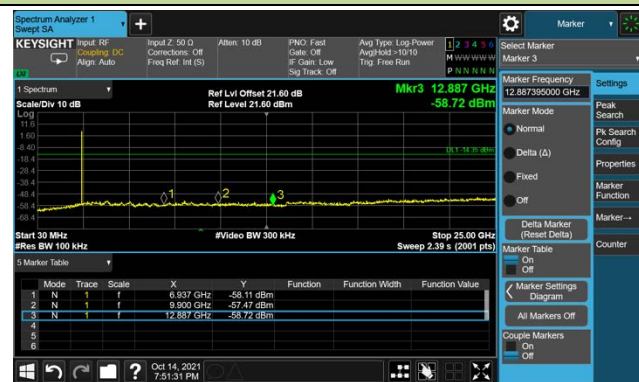 Spectrum Analyzer 1
Swept SA
KEYSIGHT
Input: RF
Coupling: DC
Align: Auto
Input Z: 50 Ω
Corrections: Off
Freq Ref: Int (S)
Atten: 10 dB
PNO: Fast
Gate: Off
IF Gain: Low
Sig Track: Off
Avg Type: Log-Power
Avg|Hold:>10/10
Trig: Free Run
1 2 3 4 5 6
M W W W W W
P N N N N N
1 Spectrum
Scale/Div 10 dB
Ref Lvl Offset 21.60 dB
Ref Level 21.60 dBm
Mkr3 12.887 GHz
-58.72 dBm
Log
11.6
1.60
-8.40
-18.4
-28.4
-38.4
-48.4
-58.4
-68.4
DL1 -14.35 dBm
1
2
3
Start 30 MHz
#Res BW 100 kHz
#Video BW 300 kHz
Stop 25.00 GHz
Sweep 2.39 s (2001 pts)
5 Marker Table
Mode Trace Scale X Y Function Function Width Function Value
1 N 1 f 6.937 GHz -58.11 dBm
2 N 1 f 9.900 GHz -57.47 dBm
3 N 1 f 12.887 GHz -58.72 dBm
4
5
6
Oct 14, 2021
7:51:31 PM
Marker
Select Marker
Marker 3
Marker Frequency
12.887395000 GHz
Marker Mode
Normal
Delta (Δ)
Fixed
Off
Delta Marker
(Reset Delta)
Marker Table
On
Off
Marker Settings
Diagram
All Markers Off
Couple Markers
On
Off
Settings
Peak
Search
Pk Search
Config
Properties
Marker
Function
Marker→
Counter